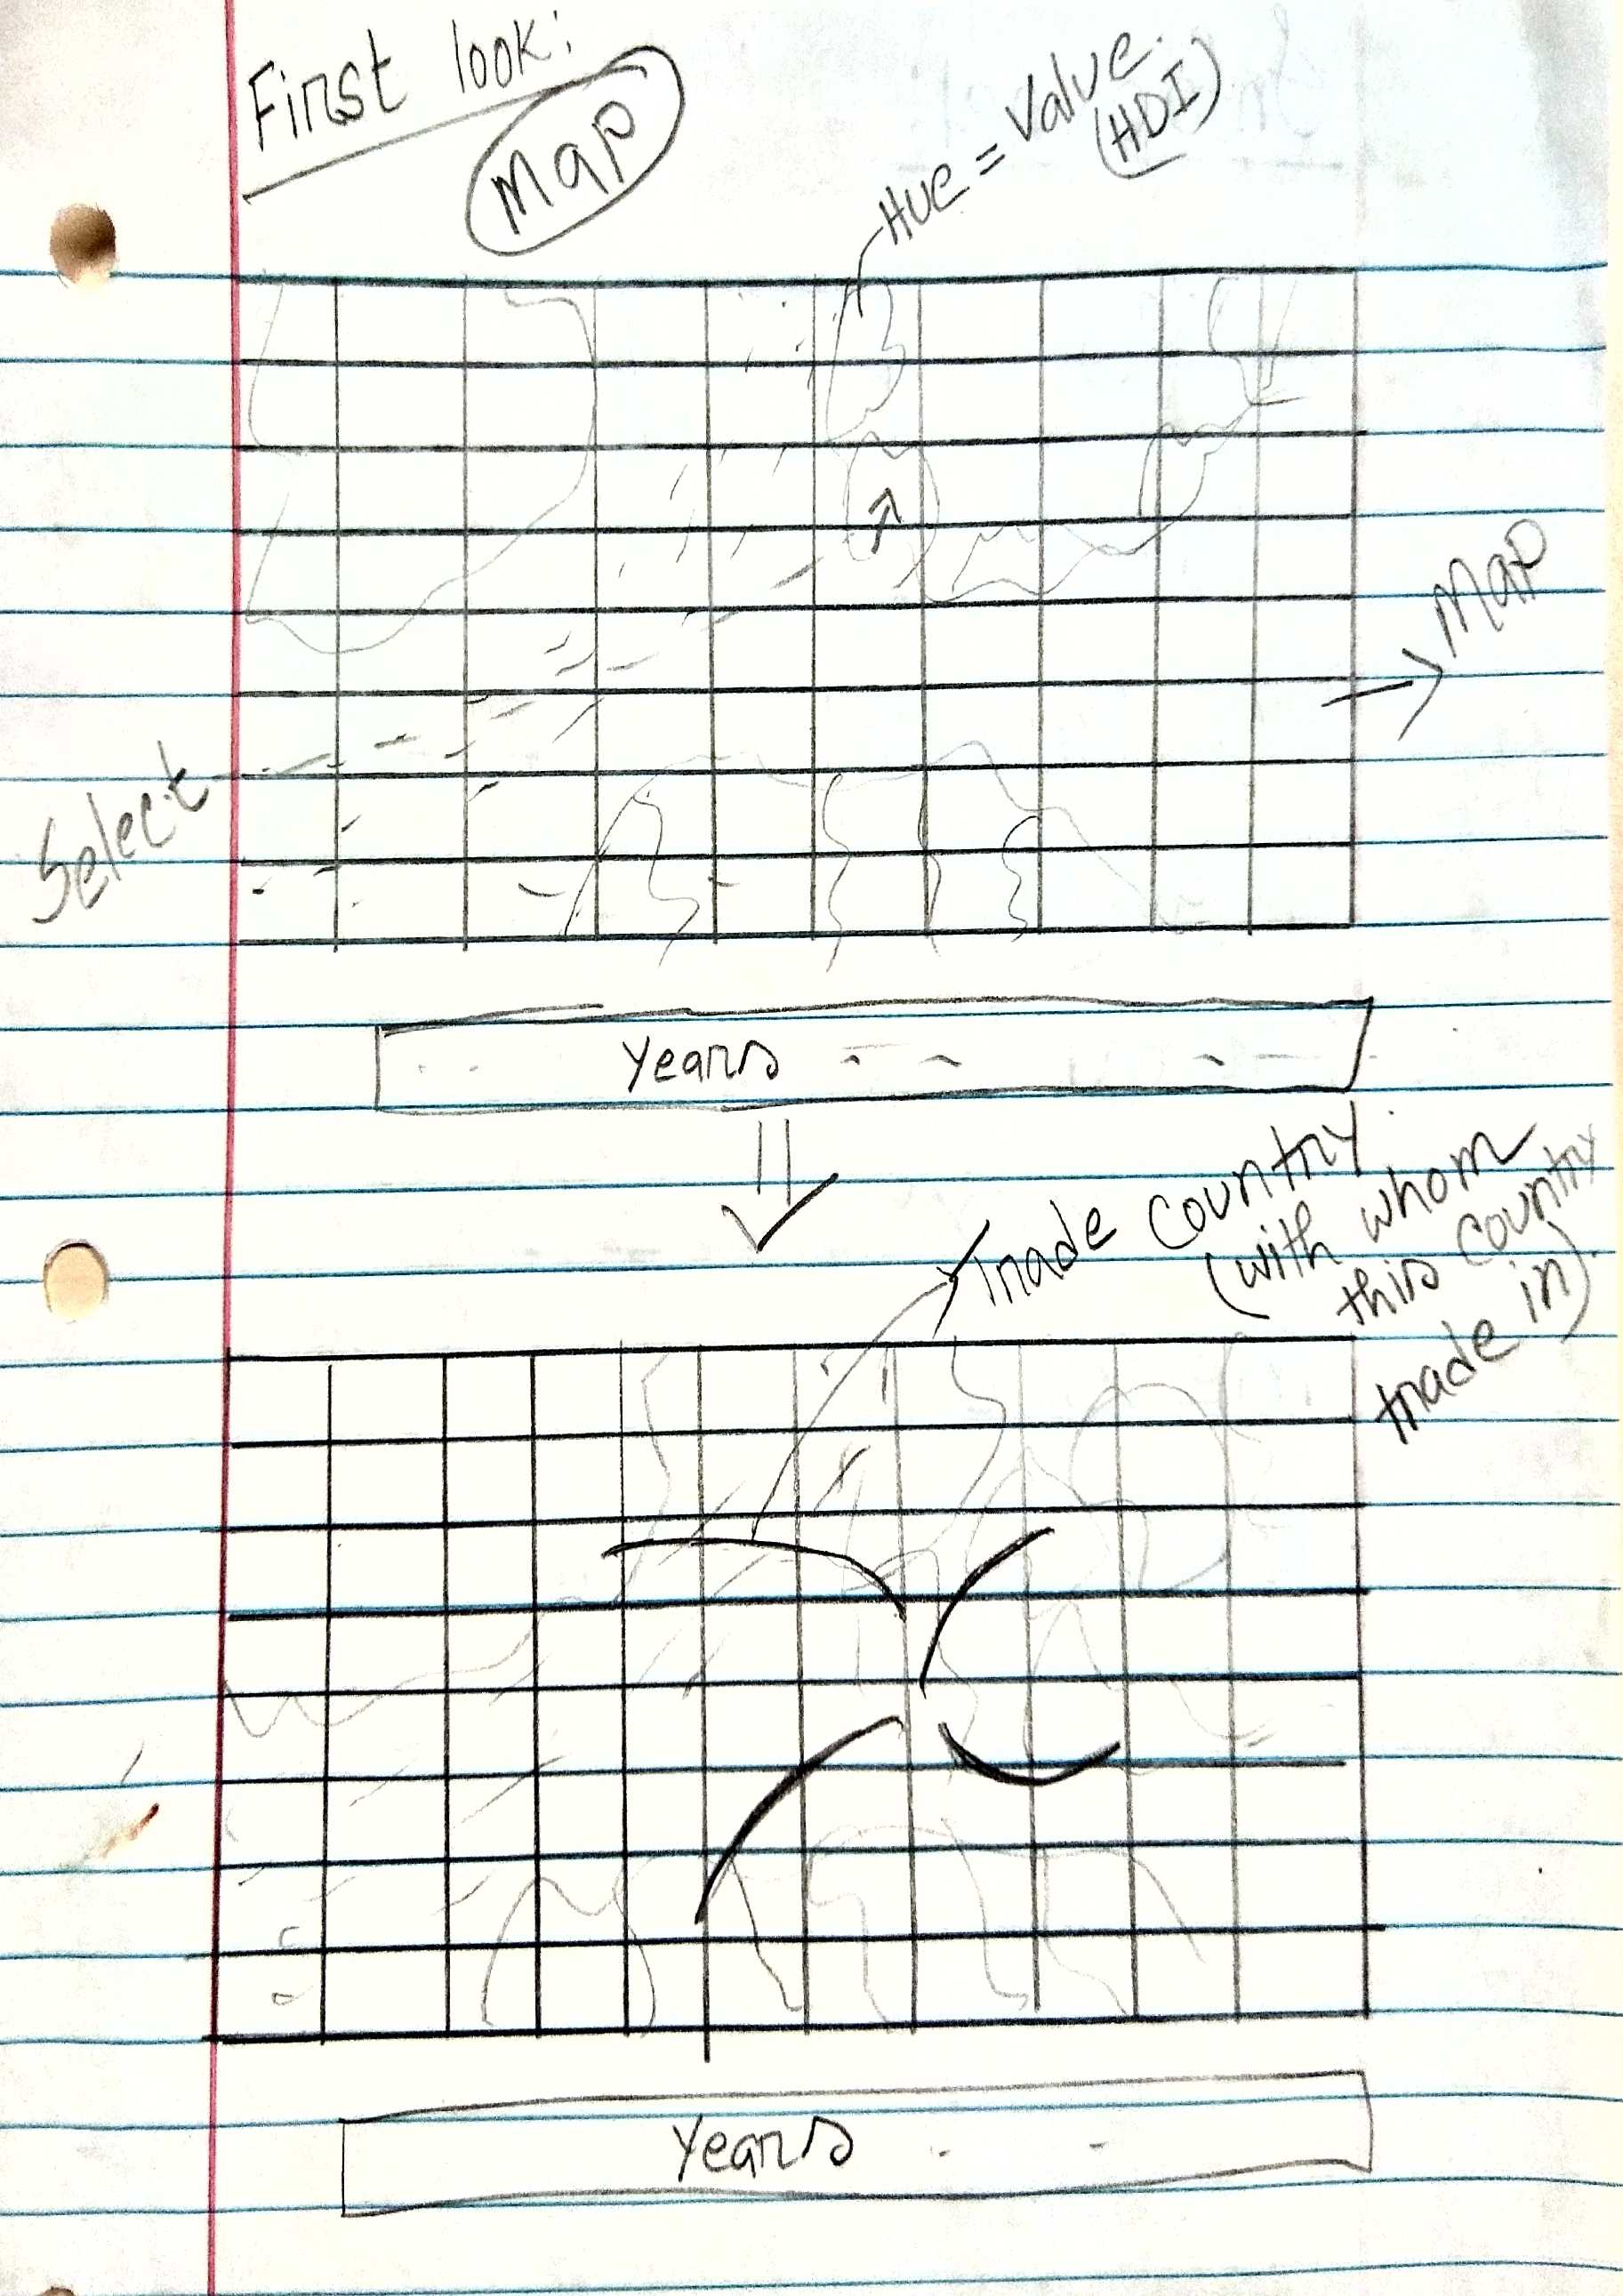 First look:
Map
Hue = Value.
(HDI)
Map
Select
Years
Trade Country
(with whom
this country
trade in).
Years